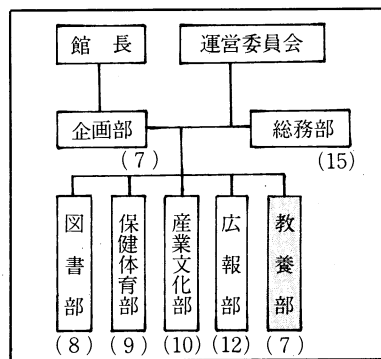 館長
運営委員会
企画部
総務部
(7)
(15)
図書部
保健体育部
産業文化部
広報部
教養部
(8)
(9)
(10)
(12)
(7)